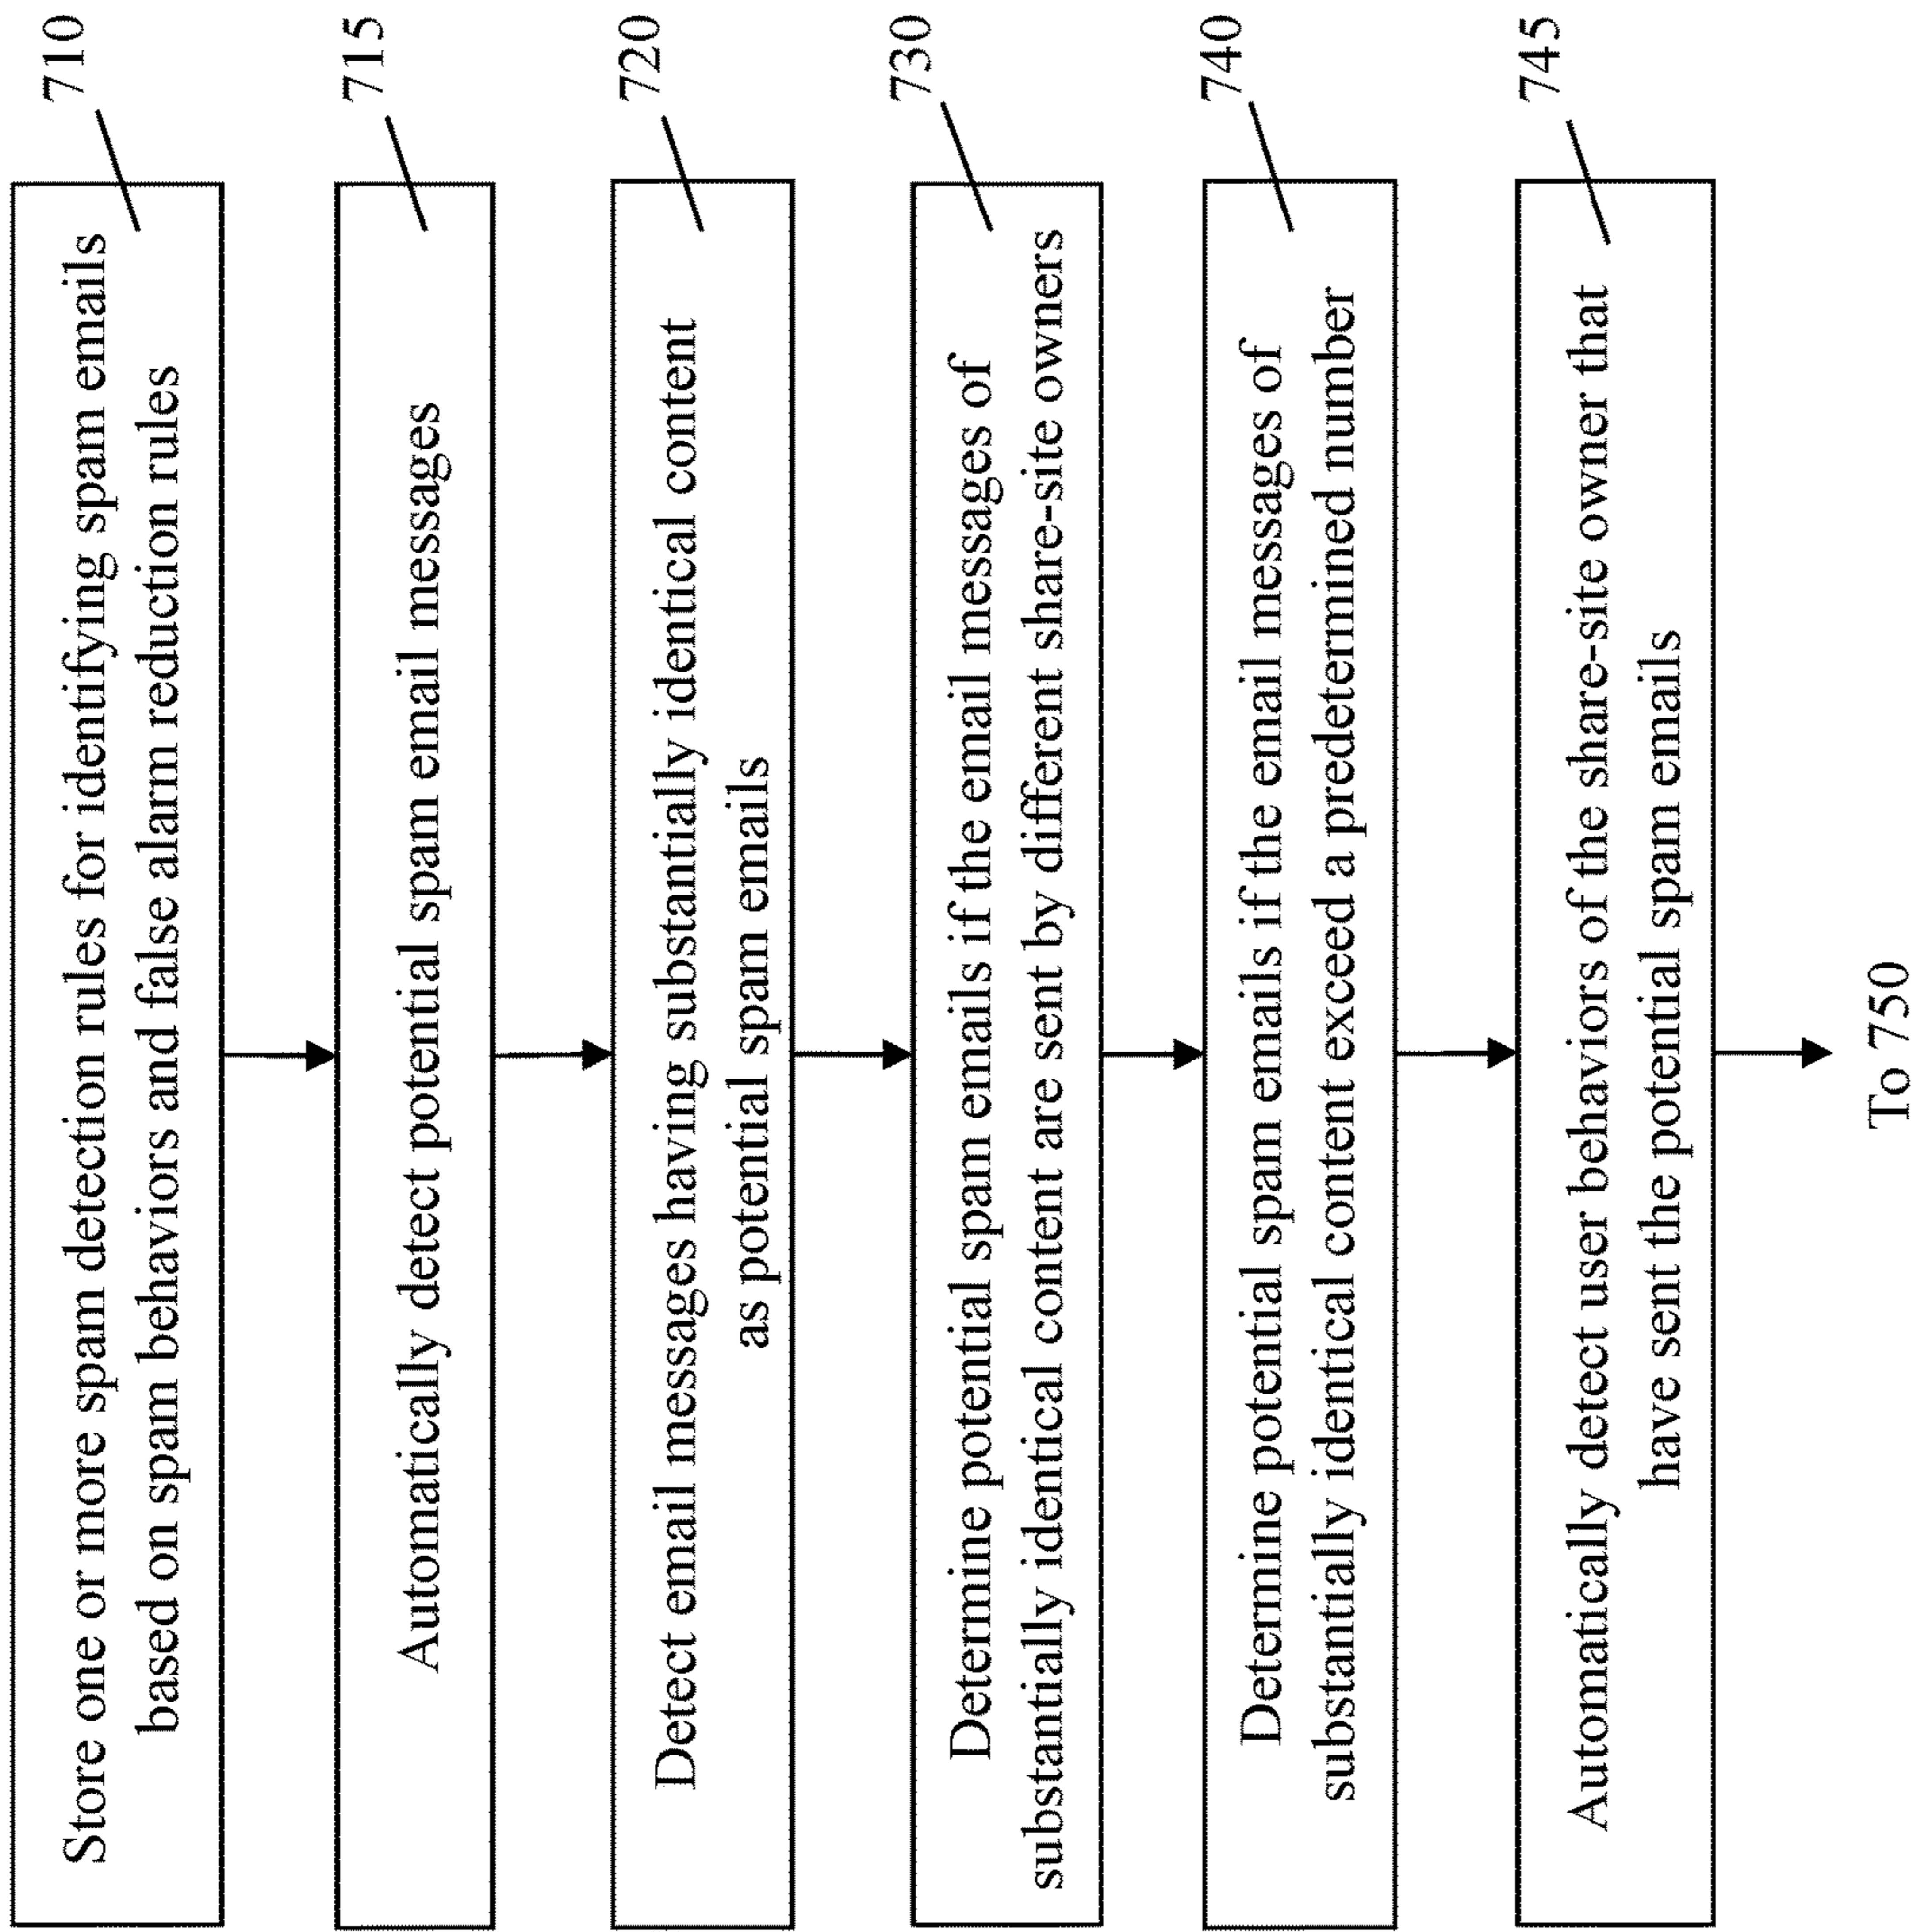 Store one or more spam detection rules for identifying spam emails
based on spam behaviors and false alarm reduction rules
710
Automatically detect potential spam email messages
715
Detect email messages having substantially identical content
as potential spam emails
720
Determine potential spam emails if the email messages of
substantially identical content are sent by different share-site owners
730
Determine potential spam emails if the email messages of
substantially identical content exceed a predetermined number
740
Automatically detect user behaviors of the share-site owner that
have sent the potential spam emails
745
To 750